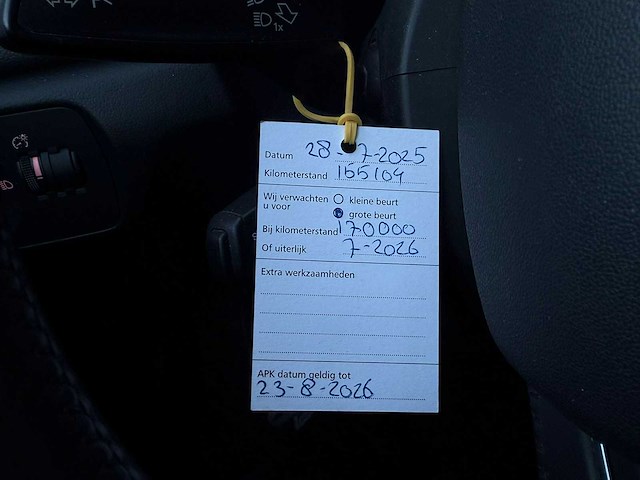 1x
Datum 28-7-2025
Kilometerstand 155104
Wij verwachten u voor
kleine beurt
grote beurt
Bij kilometerstand 170000
Of uiterlijk 7-2026
Extra werkzaamheden
APK datum geldig tot
23-8-2026